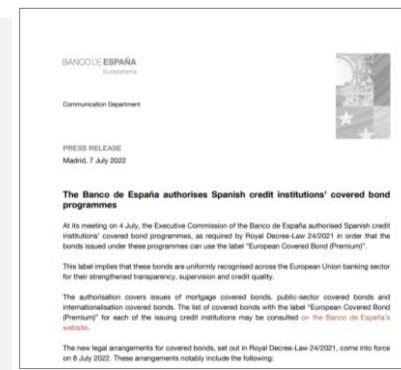 BANCO DE ESPAÑA
Eurosistema
Communication Department
PRESS RELEASE
Madrid, 7 July 2022
The Banco de España authorises Spanish credit institutions' covered bond
programmes
At its meeting on 4 July, the Executive Commission of the Banco de España authorised Spanish credit
institutions' covered bond programmes, as required by Royal Decree-Law 24/2021 in order that the
bonds issued under these programmes can use the label "European Covered Bond (Premium)".
This label implies that these bonds are uniformly recognised across the European Union banking sector
for their strengthened transparency, supervision and credit quality.
The authorisation covers issues of mortgage covered bonds, public-sector covered bonds and
internationalisation covered bonds. The list of covered bonds with the label "European Covered Bond
(Premium)" for each of the issuing credit institutions may be consulted on the Banco de España's
website.
The new legal arrangements for covered bonds, set out in Royal Decree-Law 24/2021, come into force
on 8 July 2022. These arrangements notably include the following: